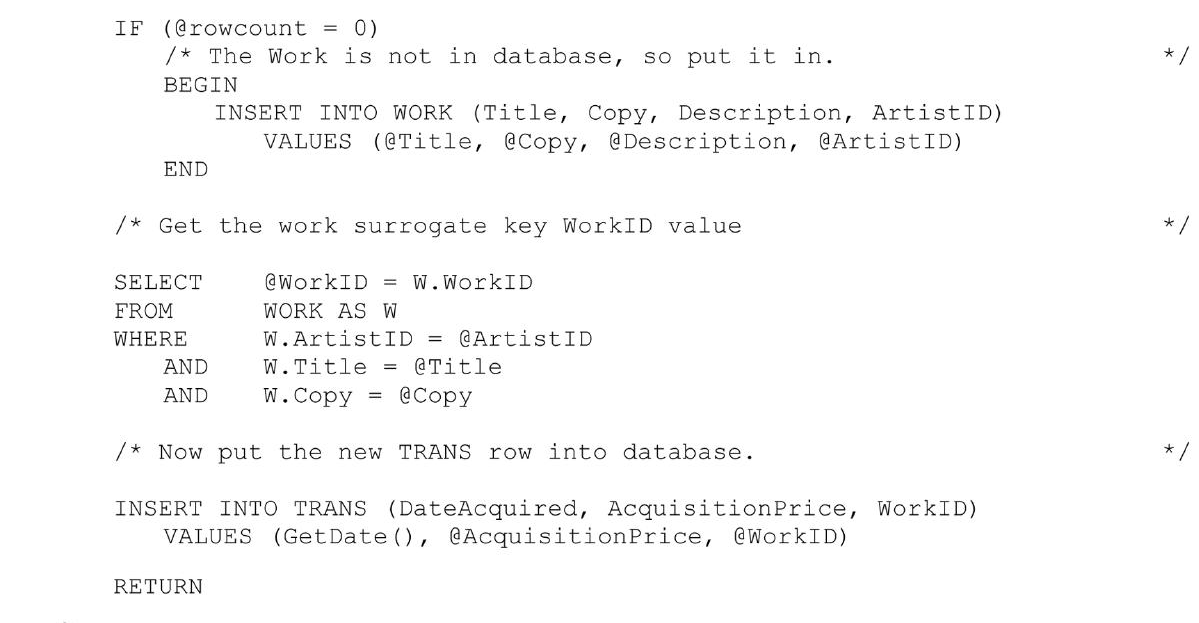 IF (@rowcount = 0)
/* The Work is not in database, so put it in. */
BEGIN
INSERT INTO WORK (Title, Copy, Description, ArtistID)
VALUES (@Title, @Copy, @Description, @ArtistID)
END
/* Get the work surrogate key WorkID value */
SELECT @WorkID = W.WorkID
FROM WORK AS W
WHERE W.ArtistID = @ArtistID
AND W.Title = @Title
AND W.Copy = @Copy
/* Now put the new TRANS row into database. */
INSERT INTO TRANS (DateAcquired, AcquisitionPrice, WorkID)
VALUES (GetDate(), @AcquisitionPrice, @WorkID)
RETURN